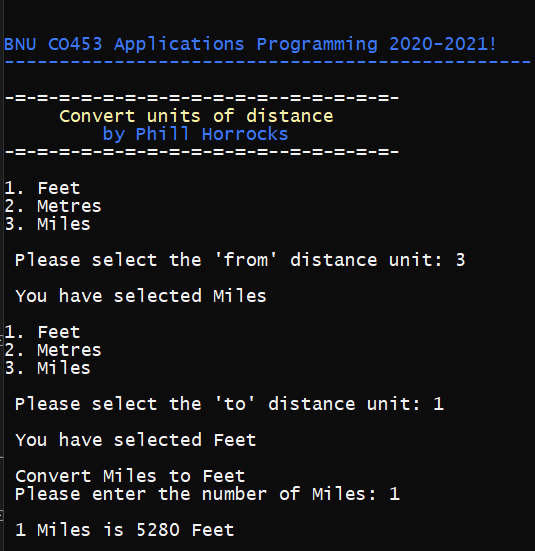 BNU CO453 Applications Programming 2020-2021!
------------------------------------------------
-=-=-=-=-=-=-=-=-=-=-=-=--=-=-=-=-=-
Convert units of distance
by Phill Horrocks
-=-=-=-=-=-=-=-=-=-=-=-=--=-=-=-=-=-
1. Feet
2. Metres
3. Miles
Please select the 'from' distance unit: 3
You have selected Miles
1. Feet
2. Metres
3. Miles
Please select the 'to' distance unit: 1
You have selected Feet
Convert Miles to Feet
Please enter the number of Miles: 1
1 Miles is 5280 Feet